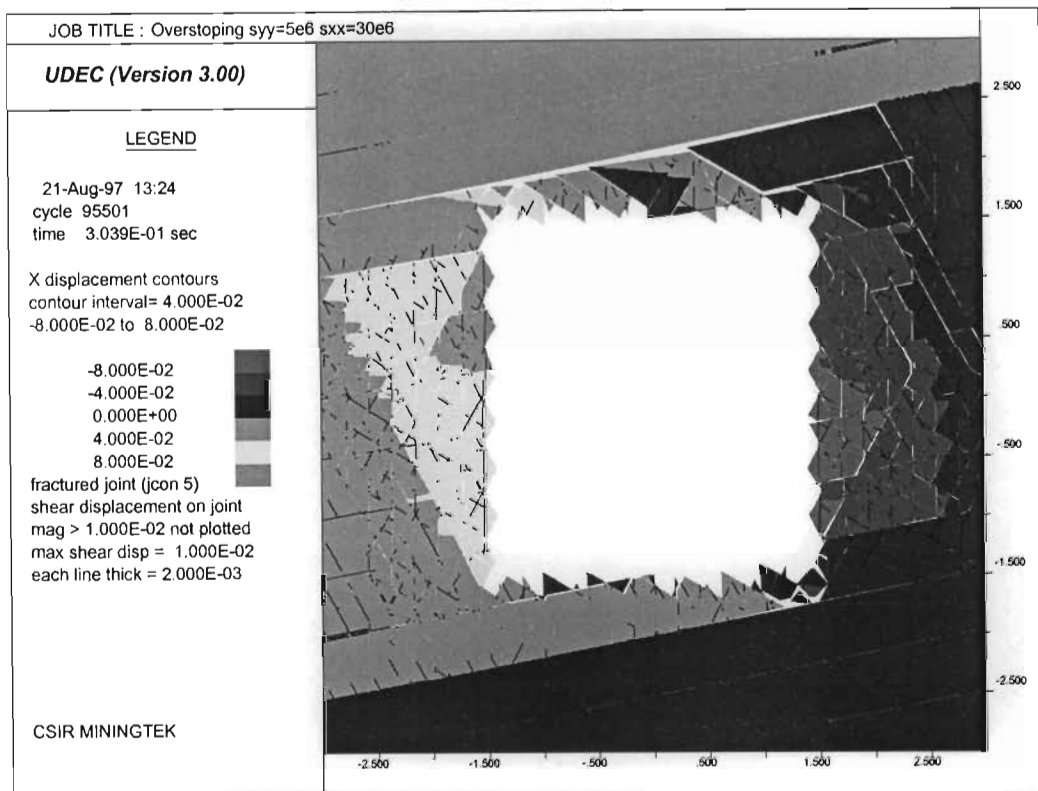 JOB TITLE : Overstoping syy=5e6 sxx=30e6
UDEC (Version 3.00)
LEGEND
21-Aug-97 13:24
cycle 95501
time 3.039E-01 sec
X displacement contours
contour interval= 4.000E-02
-8.000E-02 to 8.000E-02
-8.000E-02
-4.000E-02
0.000E+00
4.000E-02
8.000E-02
fractured joint (jcon 5)
shear displacement on joint
mag > 1.000E-02 not plotted
max shear disp = 1.000E-02
each line thick = 2.000E-03
CSIR MININGTEK
2.500
1.500
.500
-.500
-1.500
-2.500
-2.500 -1.500 -.500 .500 1.500 2.500